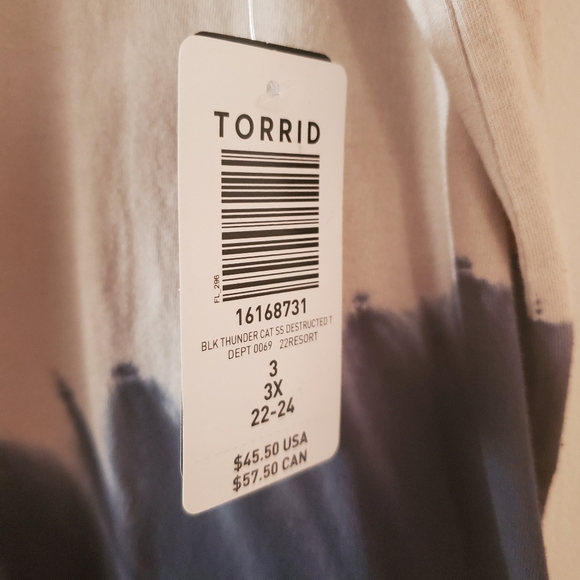 TORRID
FL_296
16168731
BLK THUNDER CAT SS DESTRUCTED T
DEPT 0069 22RESORT
3
3X
22-24
$45.50 USA
$57.50 CAN